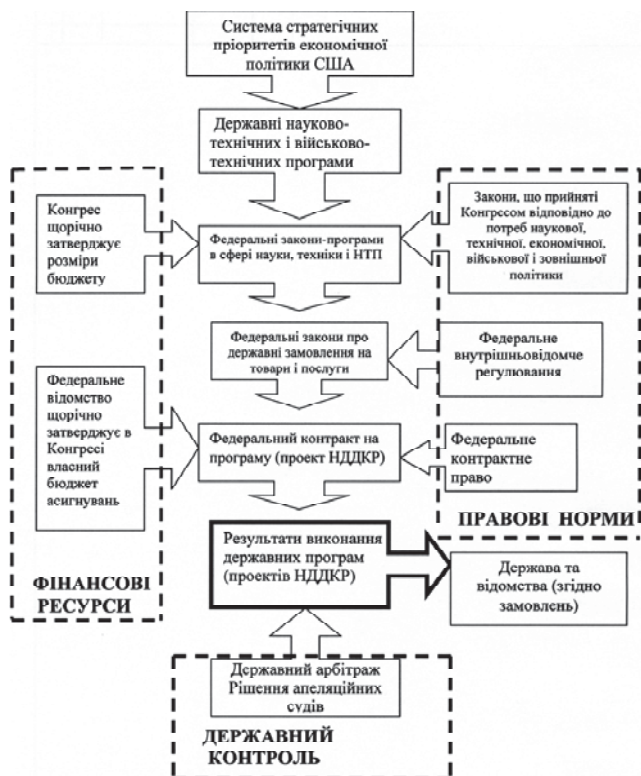 Система стратегічних
пріоритетів економічної
політики США
Державні науково-
технічних і військово-
технічних програми
Конгрес
щорічно
затверджує
розміри
бюджету
Федеральні закони-програми
в сфері науки, техніки і НТП
Закони, що прийняті
Конгресом відповідно до
потреб наукової,
технічної, економічної,
військової і зовнішньої
політики
Федеральні закони про
державні замовлення на
товари і послуги
Федеральне
внутрішньовідомче
регулювання
Федеральне
відомство
щорічно
затверджує в
Конгресі
власний
бюджет
асигнувань
Федеральний контракт на
програму (проект НДДКР)
Федеральне
контрактне
право
ПРАВОВІ НОРМИ
Результати виконання
державних програм
(проектів НДДКР)
Держава та
відомства (згідно
замовлень)
ФІНАНСОВІ
РЕСУРСИ
Державний арбітраж
Рішення апеляційних
судів
ДЕРЖАВНИЙ
КОНТРОЛЬ